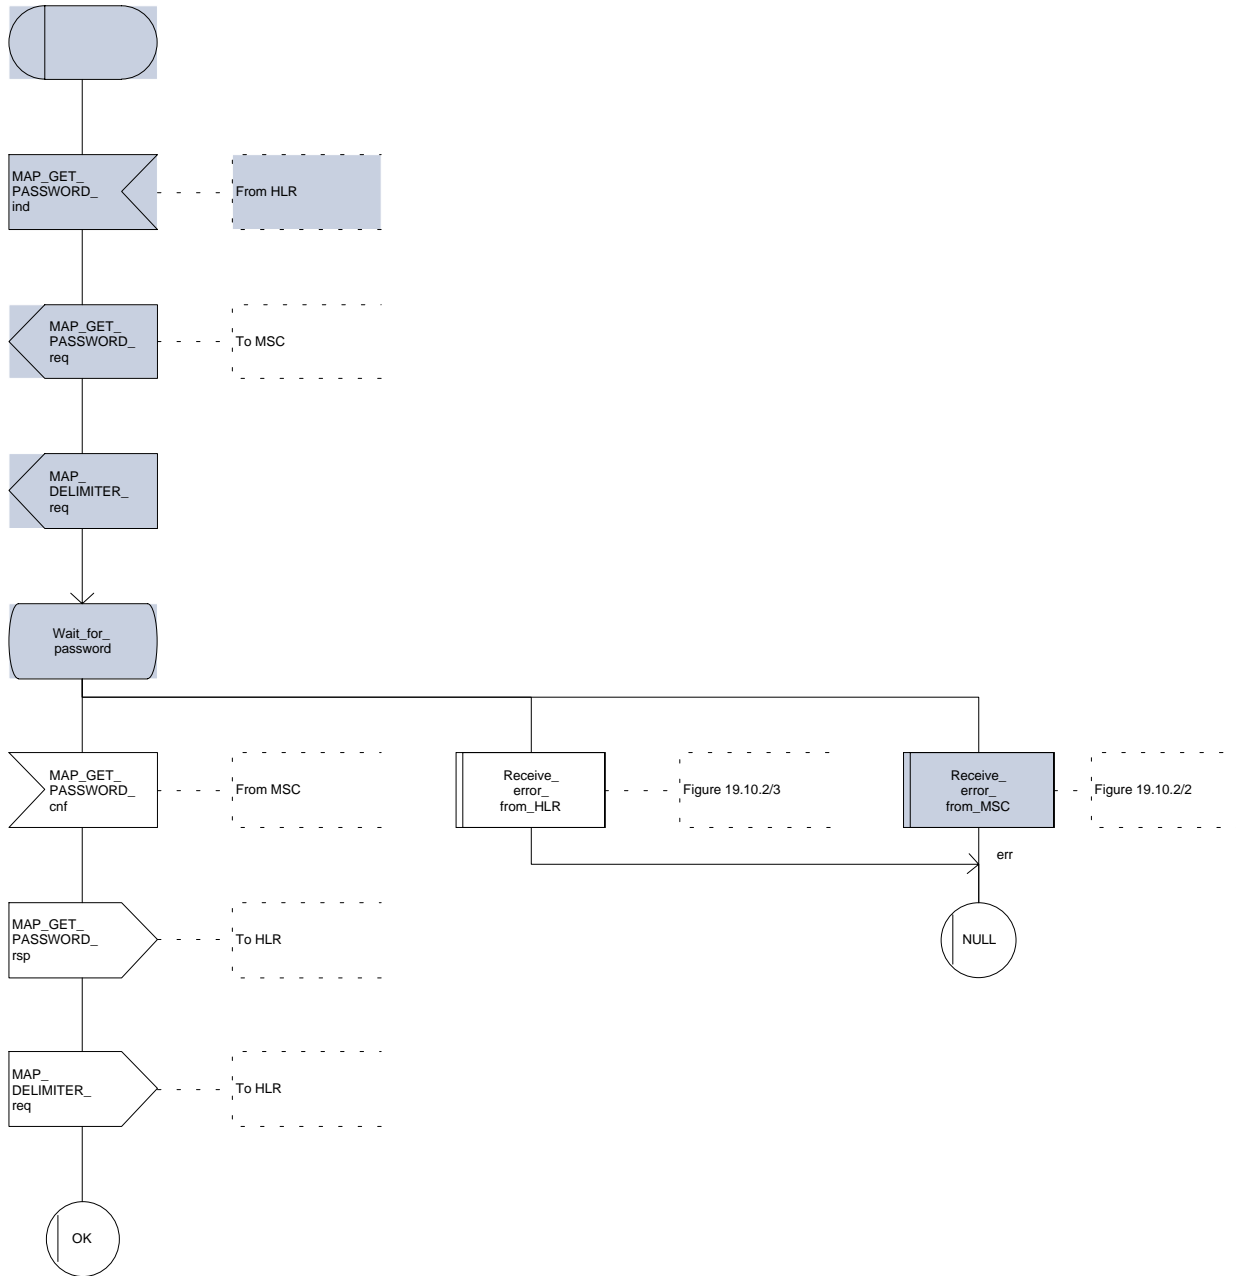 MAP_GET_
PASSWORD_
ind
From HLR
MAP_GET_
PASSWORD_
req
To MSC
MAP_
DELIMITER_
req
Wait_for_
password
MAP_GET_
PASSWORD_
cnf
From MSC
Receive_
error_
from_HLR
Figure 19.10.2/3
Receive_
error_
from_MSC
Figure 19.10.2/2
err
MAP_GET_
PASSWORD_
rsp
To HLR
NULL
MAP_
DELIMITER_
req
To HLR
OK